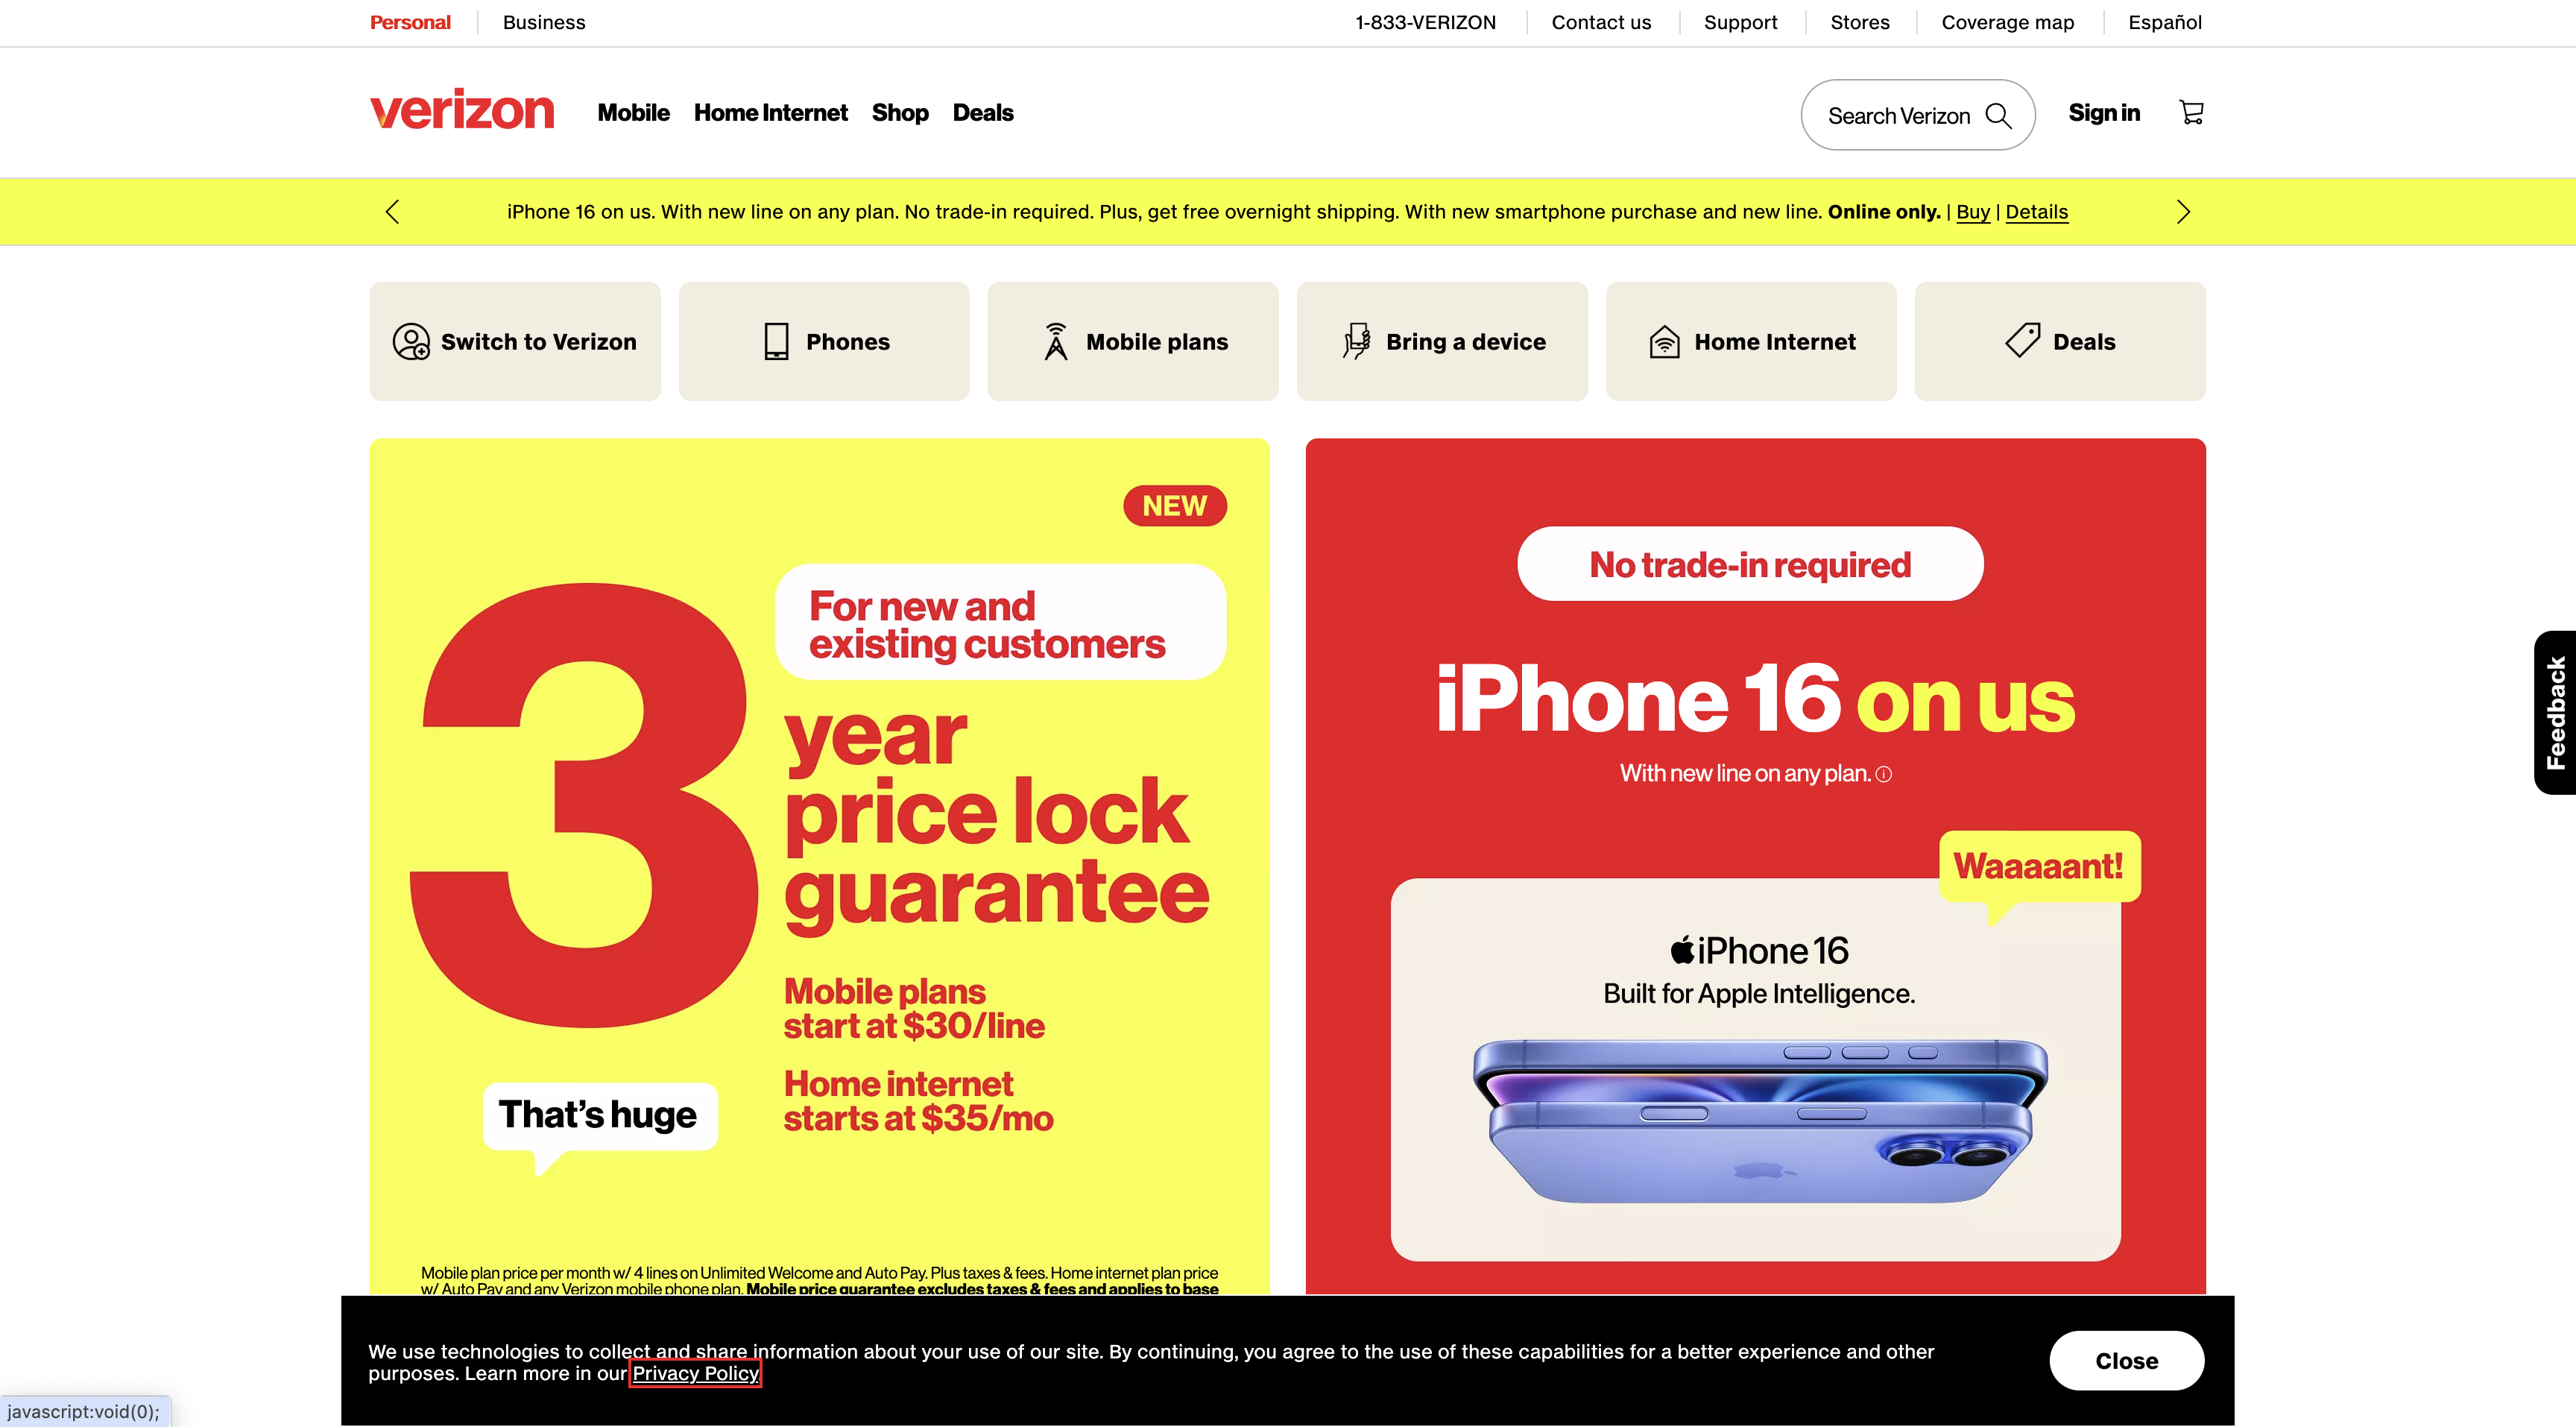 Personal
Business
1-833-VERIZON
Contact us
Support
Stores
Coverage map
Español
verizon
Mobile
Home Internet
Shop
Deals
Search Verizon
Sign in
iPhone 16 on us. With new line on any plan. No trade-in required. Plus, get free overnight shipping. With new smartphone purchase and new line. Online only. | Buy | Details
Switch to Verizon
Phones
Mobile plans
Bring a device
Home Internet
Deals
NEW
For new and
existing customers
3
year
price lock
guarantee
Mobile plans
start at $30/line
Home internet
starts at $35/mo
That's huge
Mobile plan price per month w/ 4 lines on Unlimited Welcome and Auto Pay. Plus taxes & fees. Home internet plan price
w/ Auto Pay and any Verizon mobile phone plan. Mobile price guarantee excludes taxes & fees and applies to base
No trade-in required
iPhone 16 on us
With new line on any plan.
Waaaaant!
iPhone 16
Built for Apple Intelligence.
Feedback
We use technologies to collect and share information about your use of our site. By continuing, you agree to the use of these capabilities for a better experience and other
purposes. Learn more in our Privacy Policy
Close
javascript:void(0);